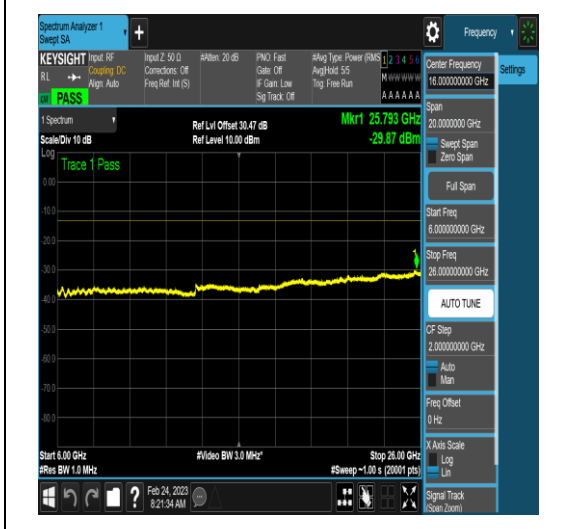 Spectrum Analyzer 1
Swept SA
Frequency
KEYSIGHT Input: RF
Coupling: DC
Align: Auto
RL
Input Z: 50 Ω
Corrections: Off
Freq Ref: Int (S)
#Atten: 20 dB
PNO: Fast
Gate: Off
IF Gain: Low
Sig Track: Off
#Avg Type: Power (RMS)
Avg|Hold: 5/5
Trig: Free Run
1 2 3 4 5 6
M W W W W W
A A A A A A
PASS
Center Frequency
16.000000000 GHz
Settings
1 Spectrum
Scale/Div 10 dB
Ref Lvl Offset 30.47 dB
Ref Level 10.00 dBm
Mkr1 25.793 GHz
-29.87 dBm
Span
20.0000000 GHz
Swept Span
Zero Span
Full Span
Start Freq
6.000000000 GHz
Stop Freq
26.000000000 GHz
AUTO TUNE
CF Step
2.000000000 GHz
Auto
Man
Freq Offset
0 Hz
X Axis Scale
Log
Lin
Signal Track
(Span Zoom)
Log
Trace 1 Pass
0.00
-10.0
-20.0
-30.0
-40.0
-50.0
-60.0
-70.0
-80.0
1
Start 6.00 GHz
#Res BW 1.0 MHz
#Video BW 3.0 MHz*
Stop 26.00 GHz
#Sweep ~1.00 s (20001 pts)
?
Feb 24, 2023
8:21:34 AM